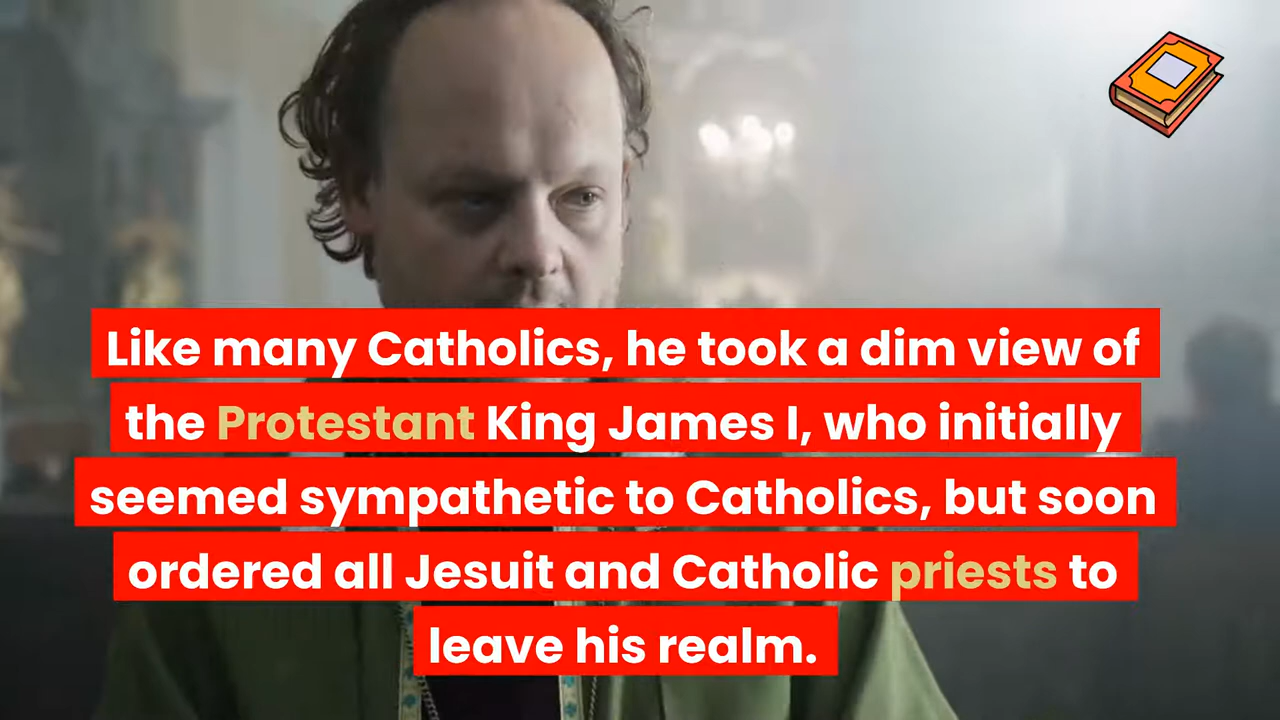 Like many Catholics, he took a dim view of
the Protestant King James I, who initially
seemed sympathetic to Catholics, but soon
ordered all Jesuit and Catholic priests to
leave his realm.